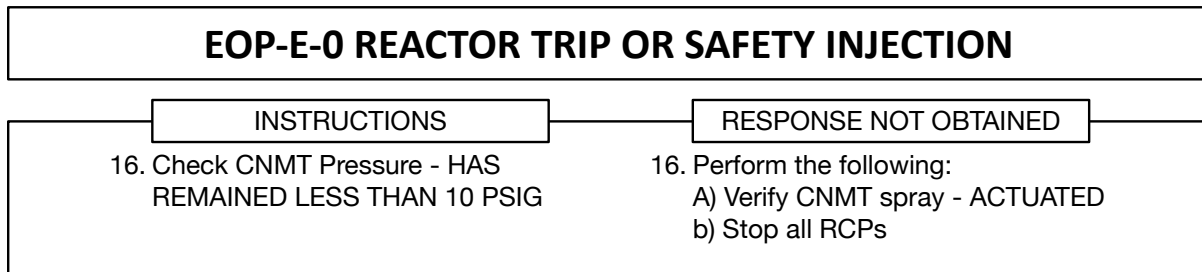 EOP-E-0 REACTOR TRIP OR SAFETY INJECTION
INSTRUCTIONS
16. Check CNMT Pressure - HAS
REMAINED LESS THAN 10 PSIG
RESPONSE NOT OBTAINED
16. Perform the following:
A) Verify CNMT spray - ACTUATED
b) Stop all RCPs